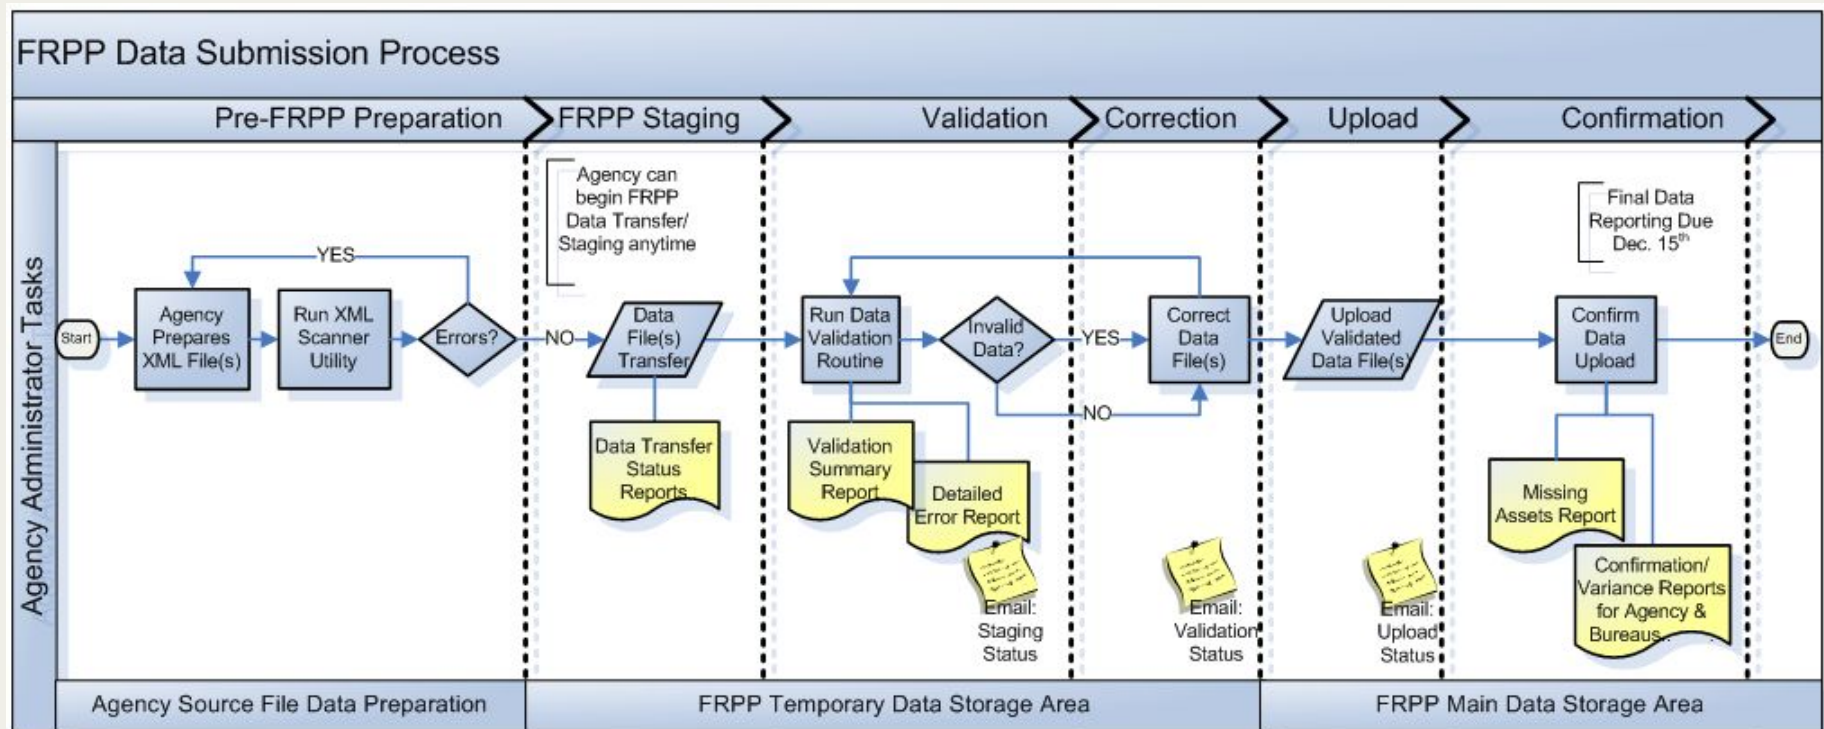 FRPP Data Submission Process
Pre-FRPP Preparation
FRPP Staging
Validation
Correction
Upload
Confirmation
Agency Administrator Tasks
Start
Agency
Prepares
XML File(s)
Run XML
Scanner
Utility
Errors?
YES
NO
Agency can
begin FRPP
Data Transfer/
Staging anytime
Data
File(s)
Transfer
Data Transfer
Status
Reports
Run Data
Validation
Routine
Invalid
Data?
YES
NO
Validation
Summary
Report
Detailed
Error Report
Email:
Staging
Status
Correct
Data
File(s)
Email:
Validation
Status
Upload
Validated
Data File(s)
Email:
Upload
Status
Final Data
Reporting Due
Dec. 15th
Confirm
Data
Upload
End
Missing
Assets Report
Confirmation/
Variance Reports
for Agency &
Bureaus..
Agency Source File Data Preparation
FRPP Temporary Data Storage Area
FRPP Main Data Storage Area